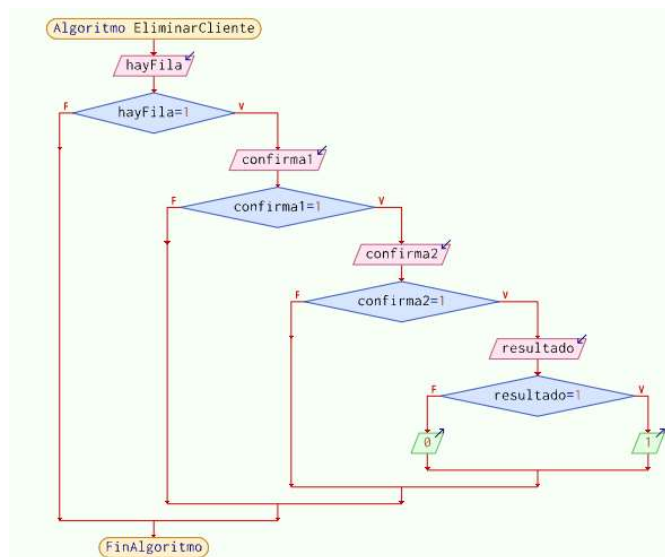 Algoritmo EliminarCliente
hayFila
F
hayFila=1
V
confirma1
F
confirma1=1
V
confirma2
F
confirma2=1
V
resultado
F
resultado=1
V
0
1
FinAlgoritmo